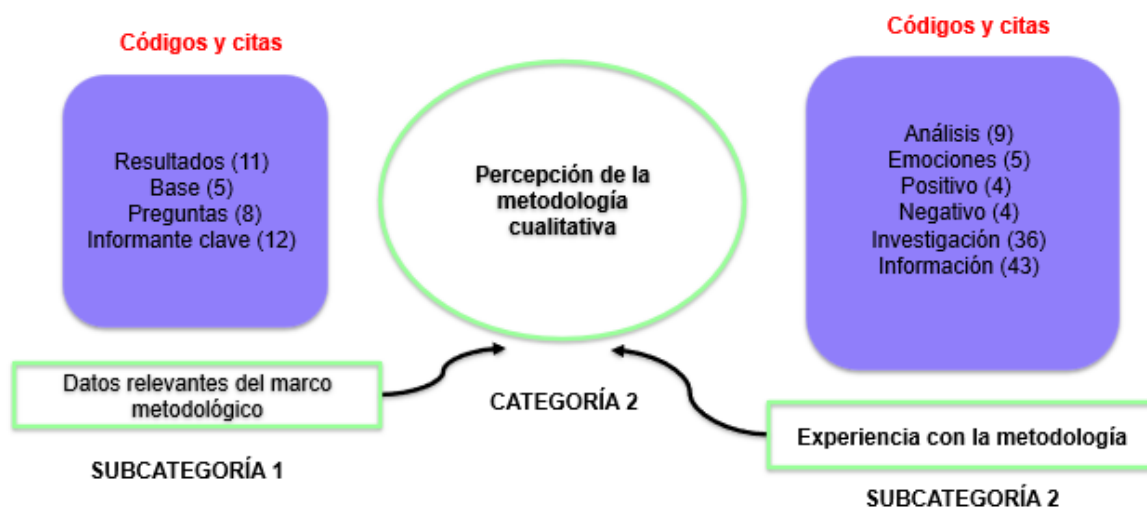 Códigos y citas
Resultados (11)
Base (5)
Preguntas (8)
Informante clave (12)
Datos relevantes del marco
metodológico
SUBCATEGORÍA 1
Percepción de la
metodología
cualitativa
CATEGORÍA 2
Códigos y citas
Análisis (9)
Emociones (5)
Positivo (4)
Negativo (4)
Investigación (36)
Información (43)
Experiencia con la metodología
SUBCATEGORÍA 2